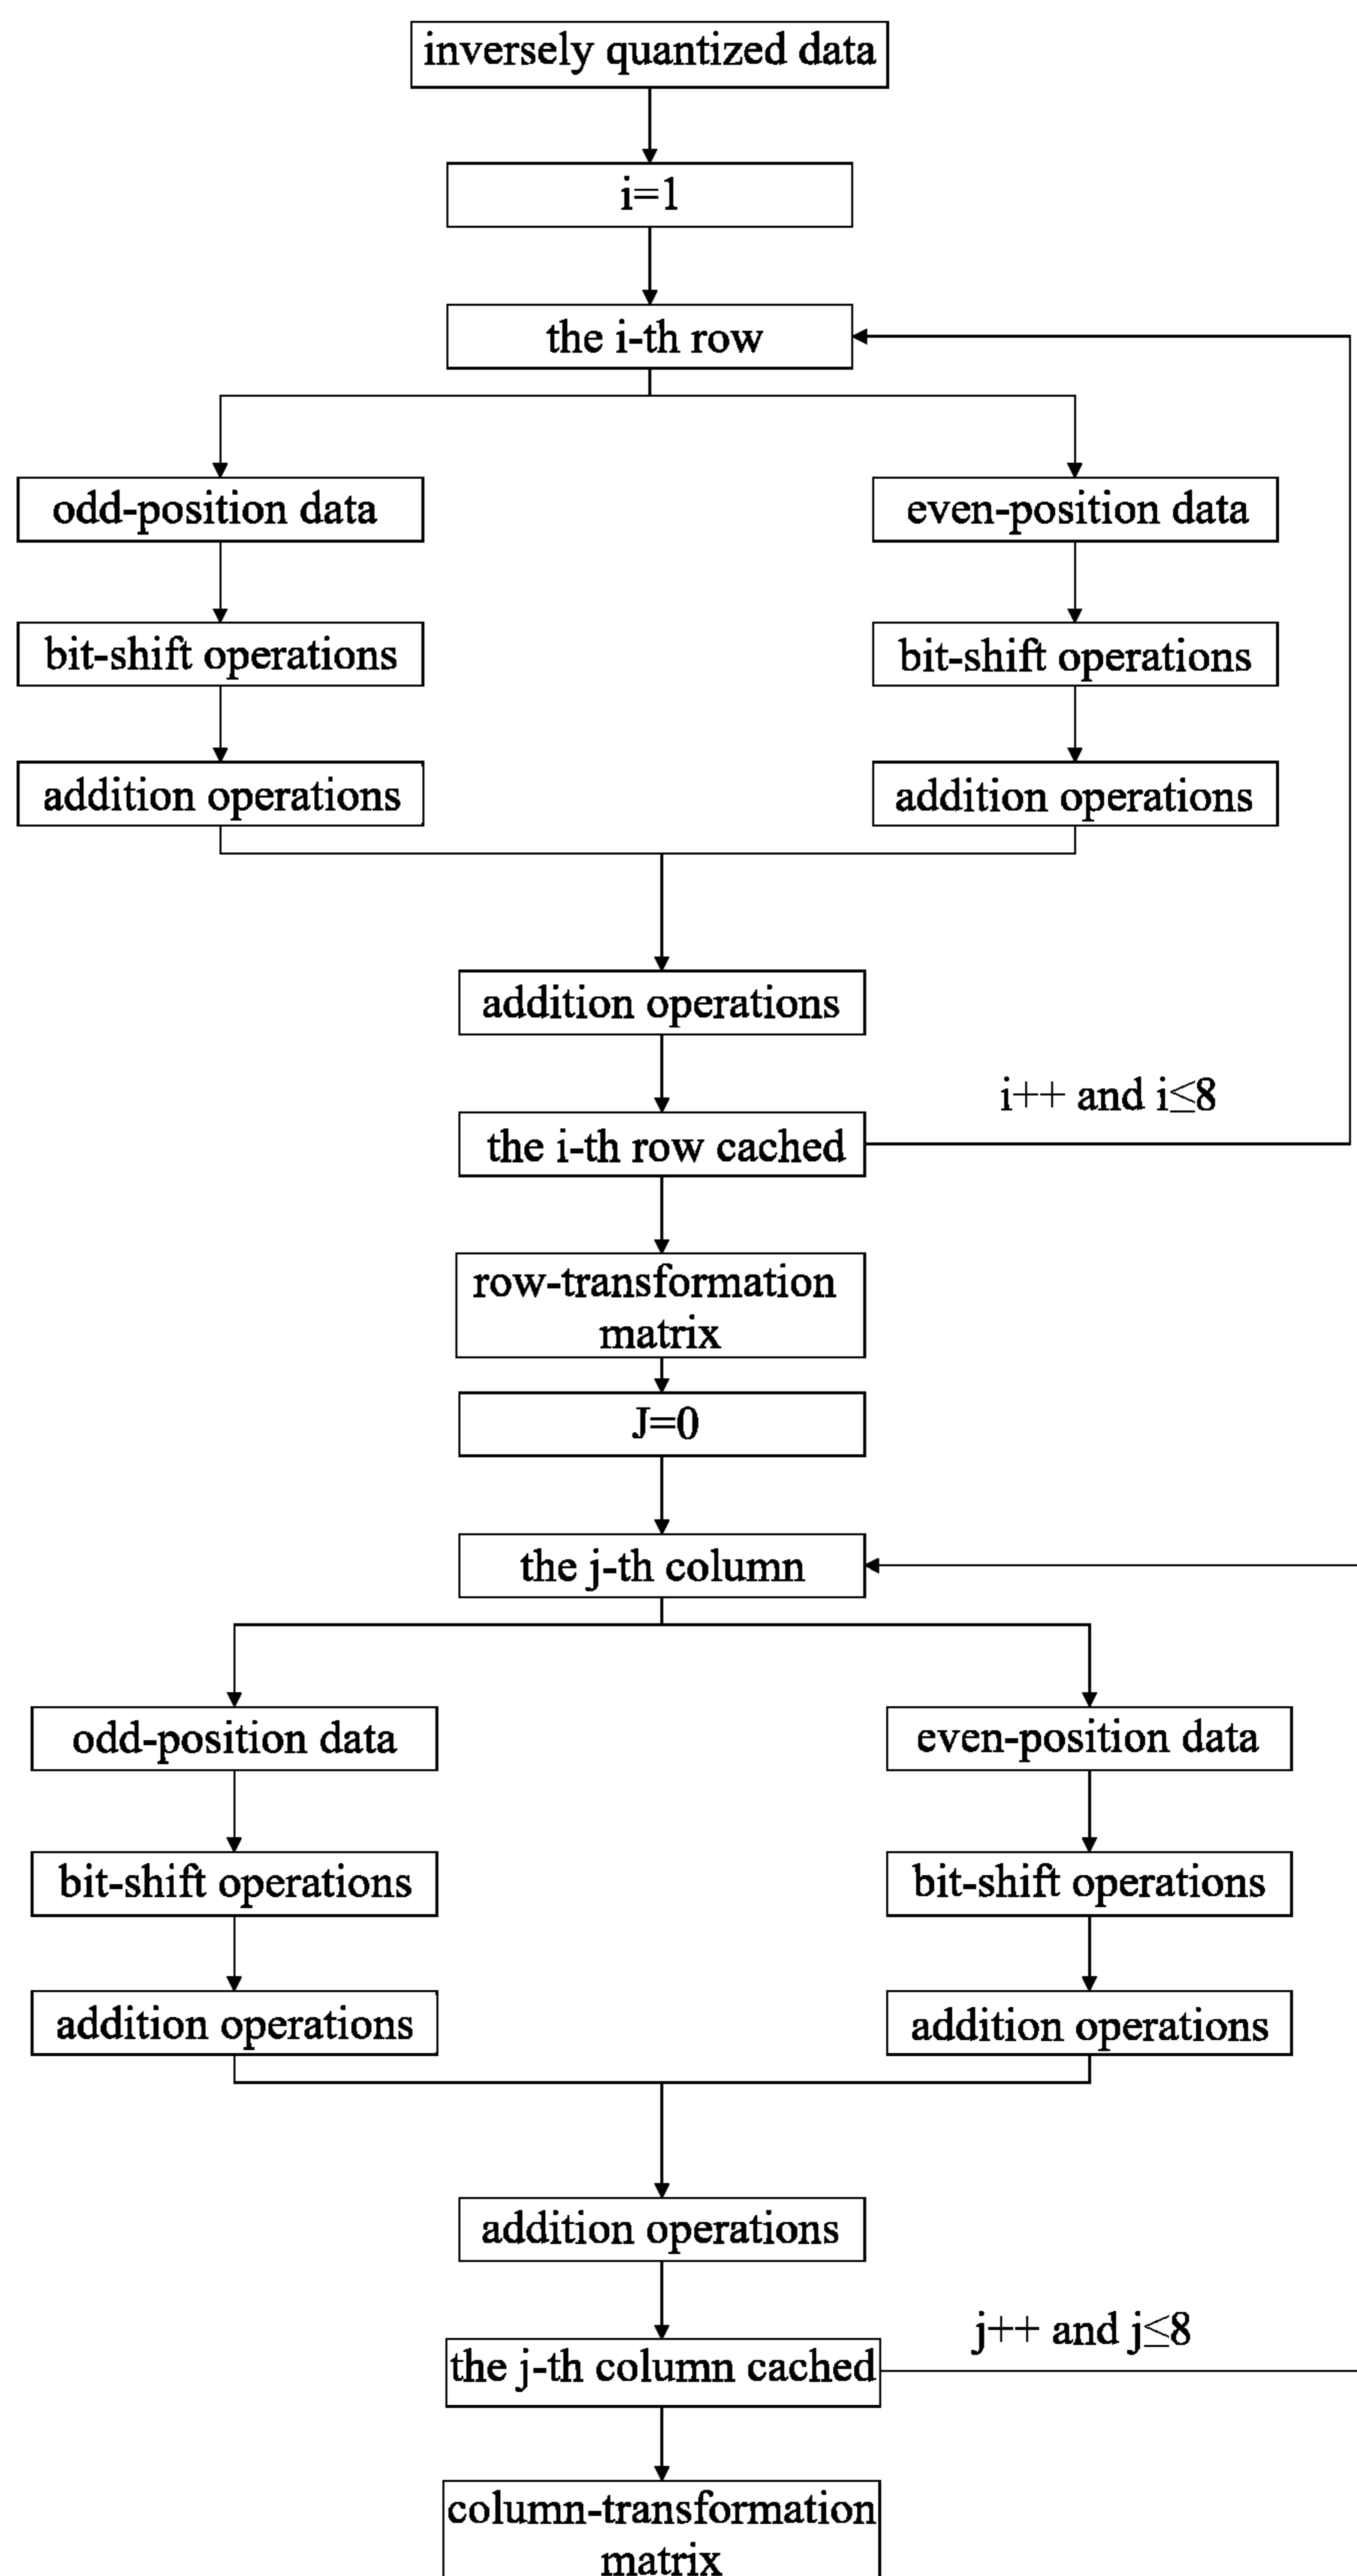 inversely quantized data
i=1
the i-th row
odd-position data
even-position data
bit-shift operations
bit-shift operations
addition operations
addition operations
addition operations
i++ and i≤8
the i-th row cached
row-transformation
matrix
J=0
the j-th column
odd-position data
even-position data
bit-shift operations
bit-shift operations
addition operations
addition operations
addition operations
j++ and j≤8
the j-th column cached
column-transformation
matrix